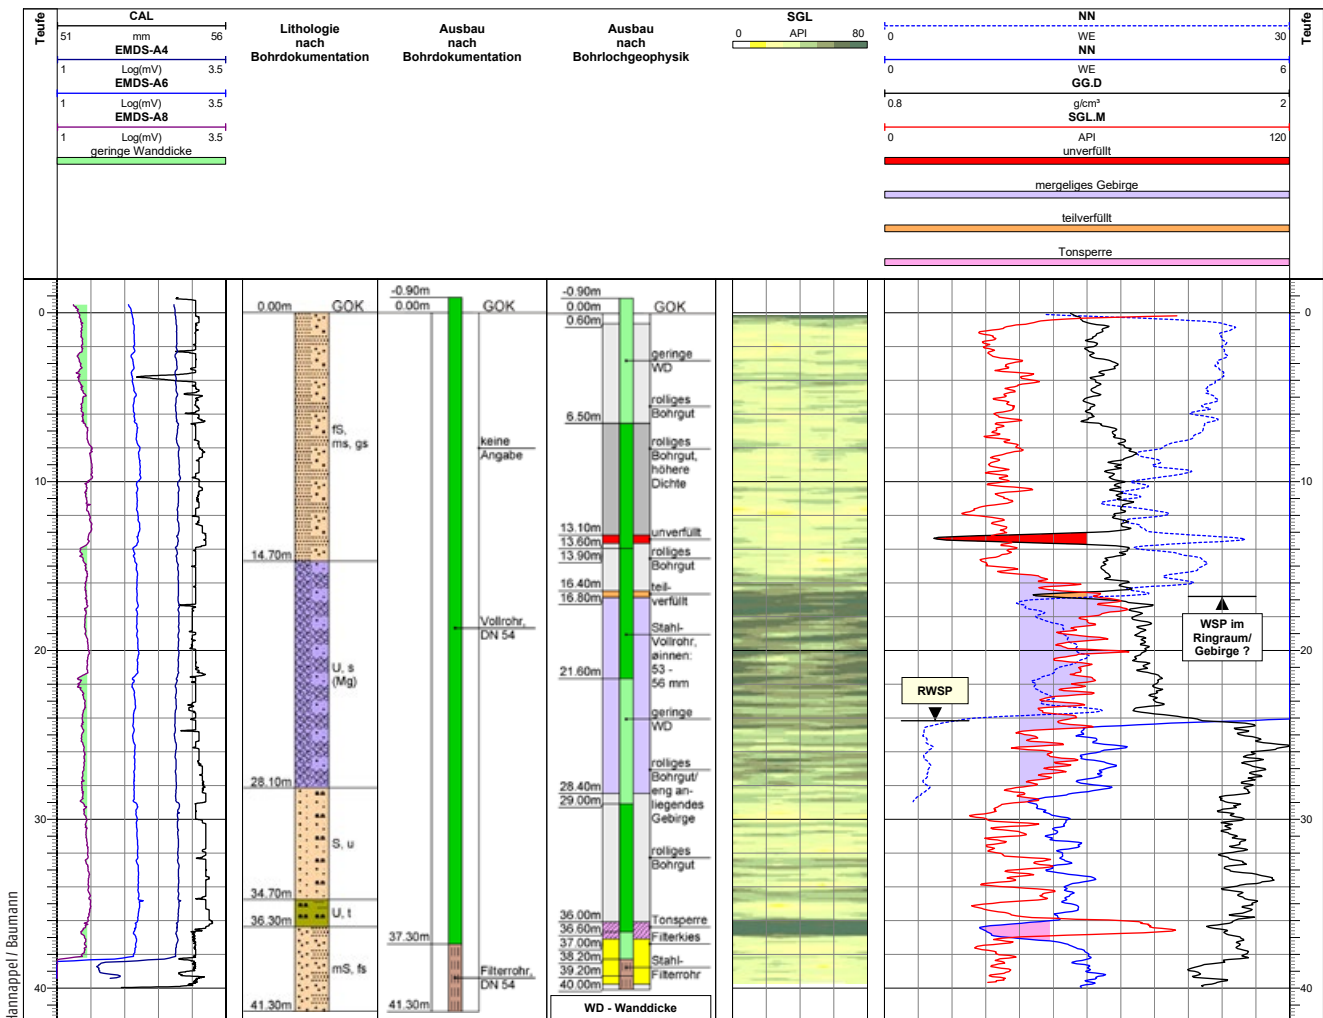 Teufe
CAL
51 mm 56
EMDS-A4
1 Log(mV) 3.5
EMDS-A6
1 Log(mV) 3.5
EMDS-A8
1 Log(mV) 3.5
geringe Wanddicke
Lithologie
nach
Bohrdokumentation
Ausbau
nach
Bohrdokumentation
Ausbau
nach
Bohrlochgeophysik
SGL
0 API 80
NN
0 WE 30
NN
0 WE 6
GG.D
0.8 g/cm³ 2
SGL.M
0 API 120
unverfüllt
mergeliges Gebirge
teilverfüllt
Tonsperre
Teufe
0
10
20
30
40
0.00m GOK
fS,
ms, gs
14.70m
U, s
(Mg)
28.10m
S, u
34.70m
U, t
36.30m
mS, fs
41.30m
-0.90m
0.00m GOK
keine
Angabe
Vollrohr,
DN 54
37.30m
Filterrohr,
DN 54
41.30m
-0.90m
0.00m GOK
0.60m
geringe
WD
rolliges
Bohrgut
6.50m
rolliges
Bohrgut,
höhere
Dichte
13.10m
unverfüllt
13.60m
13.90m
rolliges
Bohrgut
16.40m
teil-
verfüllt
16.80m
Stahl-
Vollrohr,
øinnen:
53 -
56 mm
21.60m
geringe
WD
rolliges
Bohrgut/
eng an-
liegendes
Gebirge
28.40m
29.00m
rolliges
Bohrgut
36.00m
Tonsperre
36.60m
Filterkies
37.00m
38.20m
Stahl-
Filterrohr
39.20m
40.00m
WD - Wanddicke
RWSP
WSP im
Ringraum/
Gebirge ?
0
10
20
30
40
Hannappel / Baumann